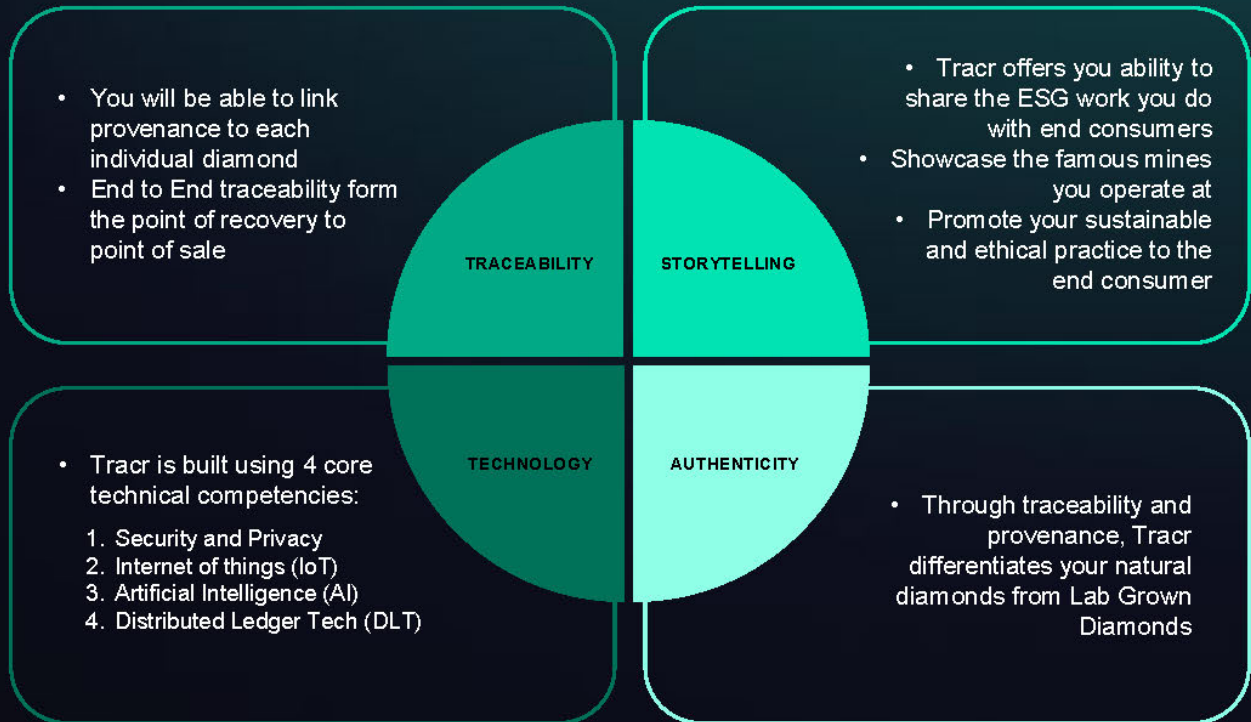 • You will be able to link
provenance to each
individual diamond
• End to End traceability form
the point of recovery to
point of sale
• Tracr offers you ability to
share the ESG work you do
with end consumers
• Showcase the famous mines
you operate at
• Promote your sustainable
and ethical practice to the
end consumer
TRACEABILITY
STORYTELLING
TECHNOLOGY
AUTHENTICITY
• Tracr is built using 4 core
technical competencies:
1. Security and Privacy
2. Internet of things (IoT)
3. Artificial Intelligence (AI)
4. Distributed Ledger Tech (DLT)
• Through traceability and
provenance, Tracr
differentiates your natural
diamonds from Lab Grown
Diamonds